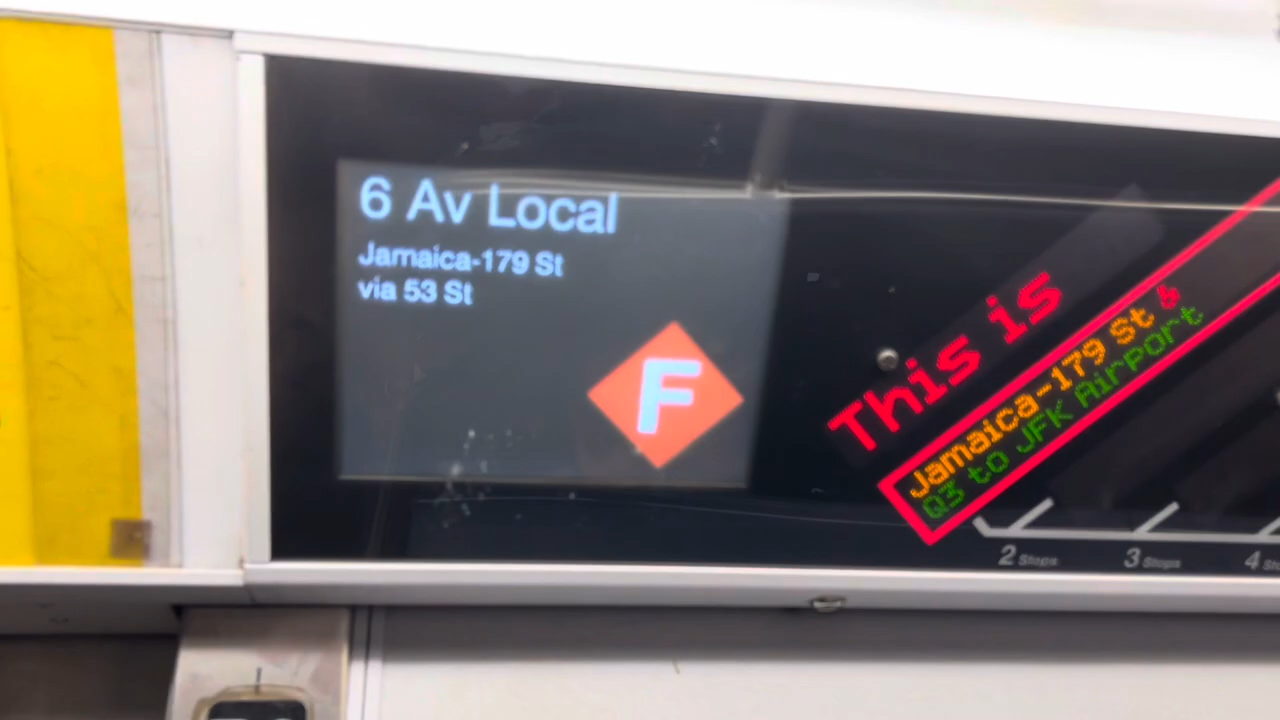 6 Av Local
Jamaica-179 St
via 53 St
F
This is
Jamaica-179 St &
Q3 to JFK Airport
2 Stops
3 Stops
4